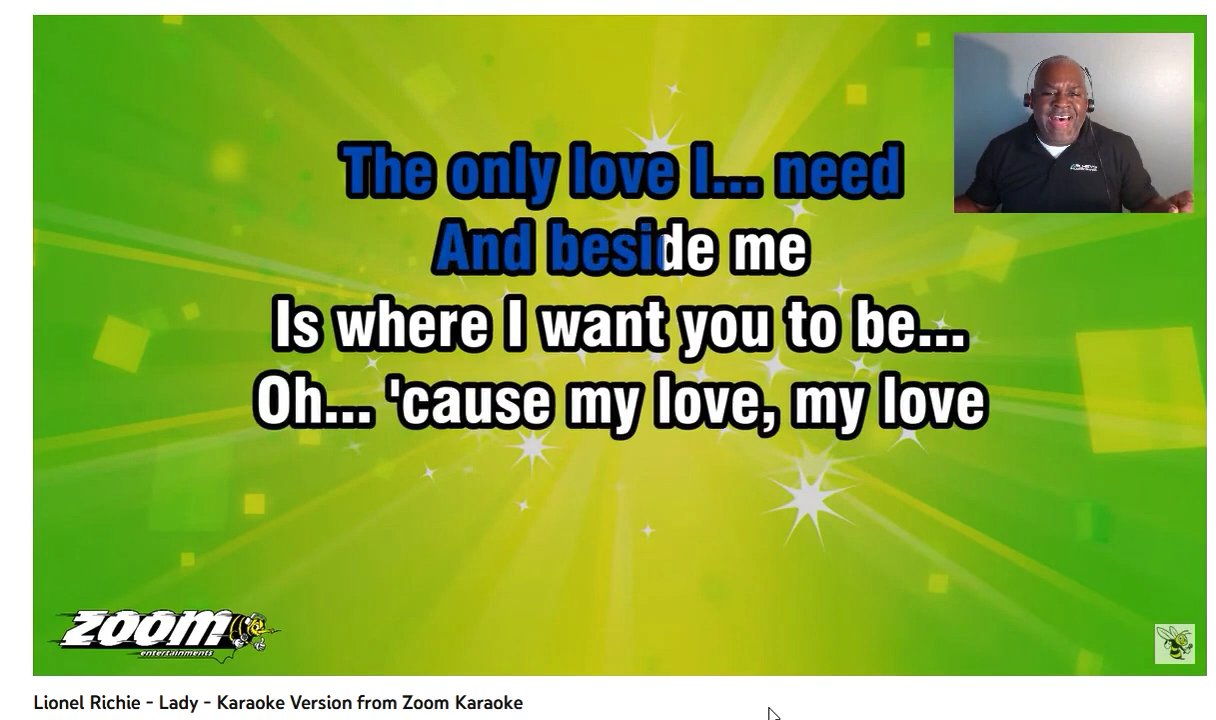 The only love I... need
And beside me
Is where I want you to be...
Oh... 'cause my love, my love
ZOOM
entertainments
Lionel Richie - Lady - Karaoke Version from Zoom Karaoke